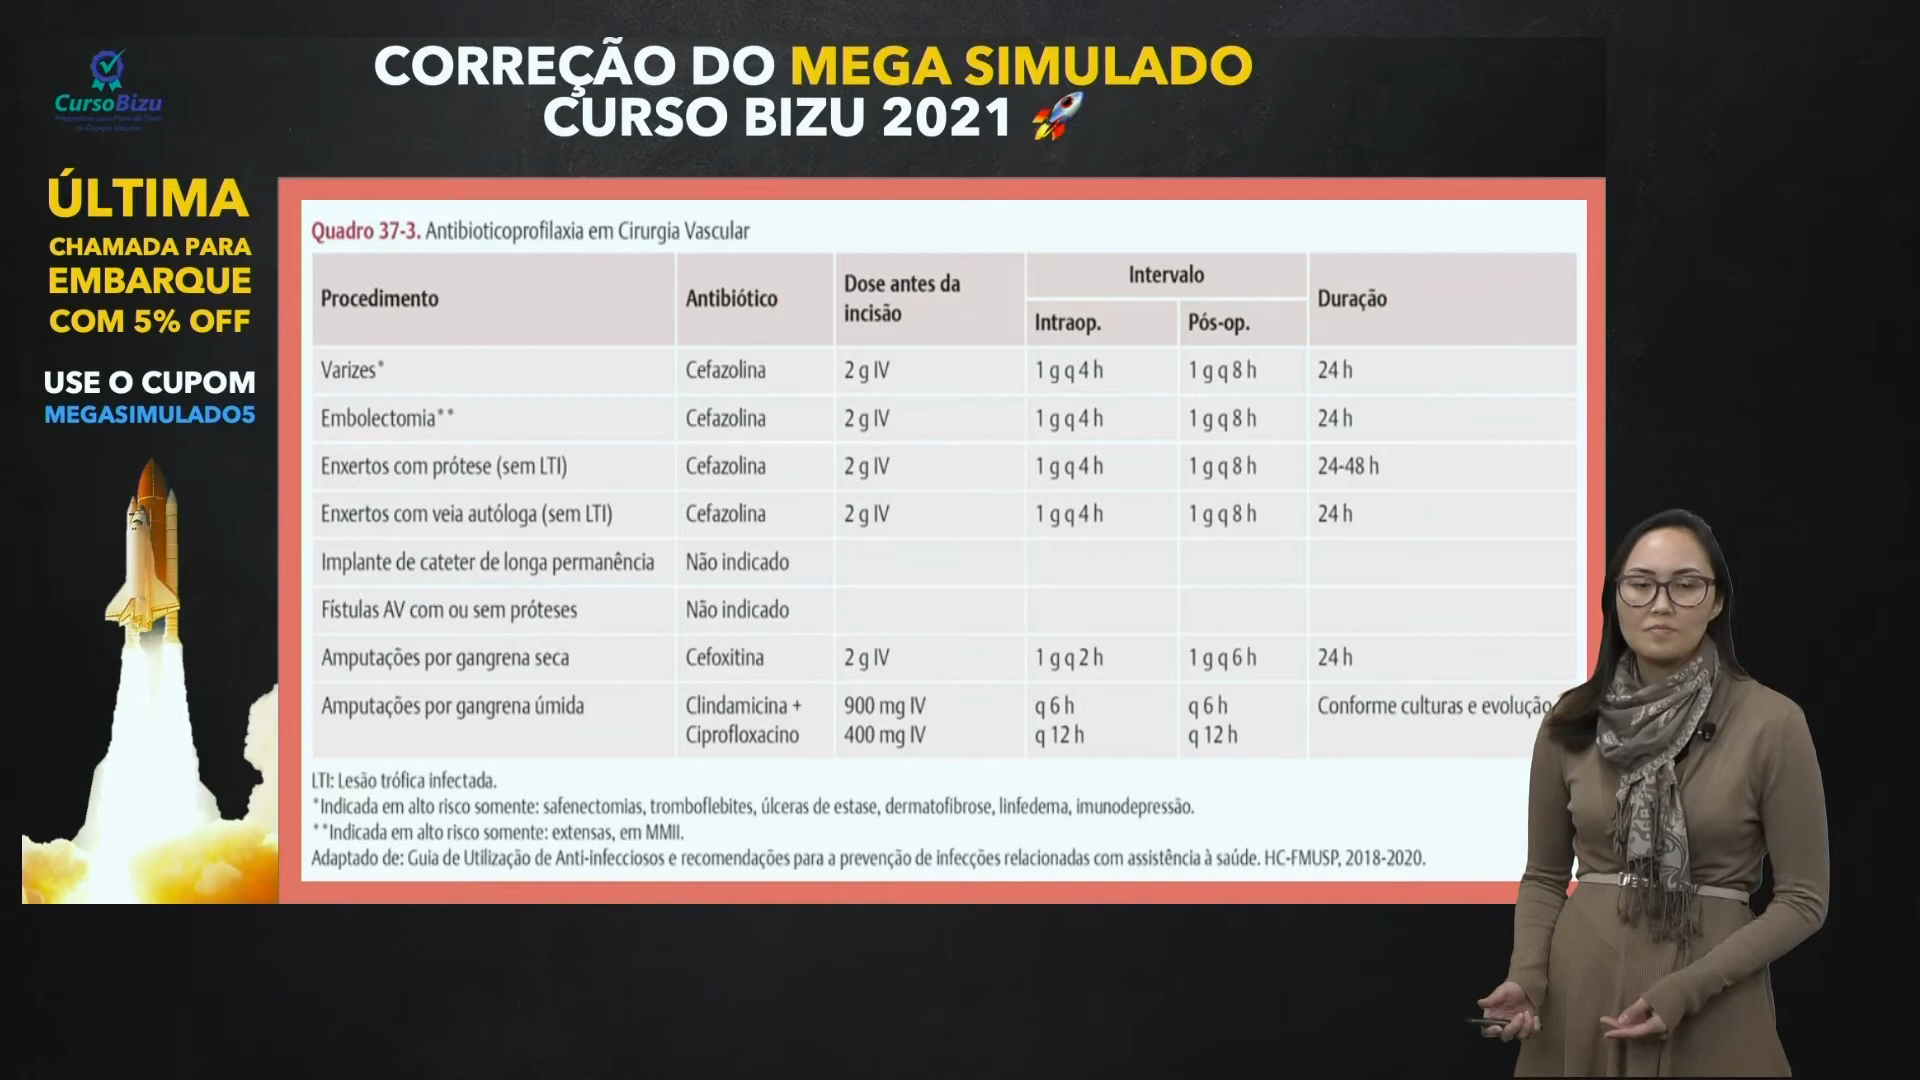 CORREÇÃO DO MEGA SIMULADO
CURSO BIZU 2021
CursoBizu
ÚLTIMA
CHAMADA PARA
EMBARQUE
COM 5% OFF
USE O CUPOM
MEGASIMULADO5
Quadro 37-3. Antibioticoprofilaxia em Cirurgia Vascular
Procedimento Antibiótico Dose antes da incisão Intervalo Duração
Intraop. Pós-op.
Varizes* Cefazolina 2 g IV 1 g q 4 h 1 g q 8 h 24 h
Embolectomia** Cefazolina 2 g IV 1 g q 4 h 1 g q 8 h 24 h
Enxertos com prótese (sem LTI) Cefazolina 2 g IV 1 g q 4 h 1 g q 8 h 24-48 h
Enxertos com veia autóloga (sem LTI) Cefazolina 2 g IV 1 g q 4 h 1 g q 8 h 24 h
Implante de cateter de longa permanência Não indicado
Fístulas AV com ou sem próteses Não indicado
Amputações por gangrena seca Cefoxitina 2 g IV 1 g q 2 h 1 g q 6 h 24 h
Amputações por gangrena úmida Clindamicina + 900 mg IV q 6 h q 6 h Conforme culturas e evolução
Ciprofloxacino 400 mg IV q 12 h q 12 h
LTI: Lesão trófica infectada.
*Indicada em alto risco somente: safenectomias, tromboflebites, úlceras de estase, dermatofibrose, linfedema, imunodepressão.
**Indicada em alto risco somente: extensas, em MMII.
Adaptado de: Guia de Utilização de Anti-infecciosos e recomendações para a prevenção de infecções relacionadas com assistência à saúde. HC-FMUSP, 2018-2020.